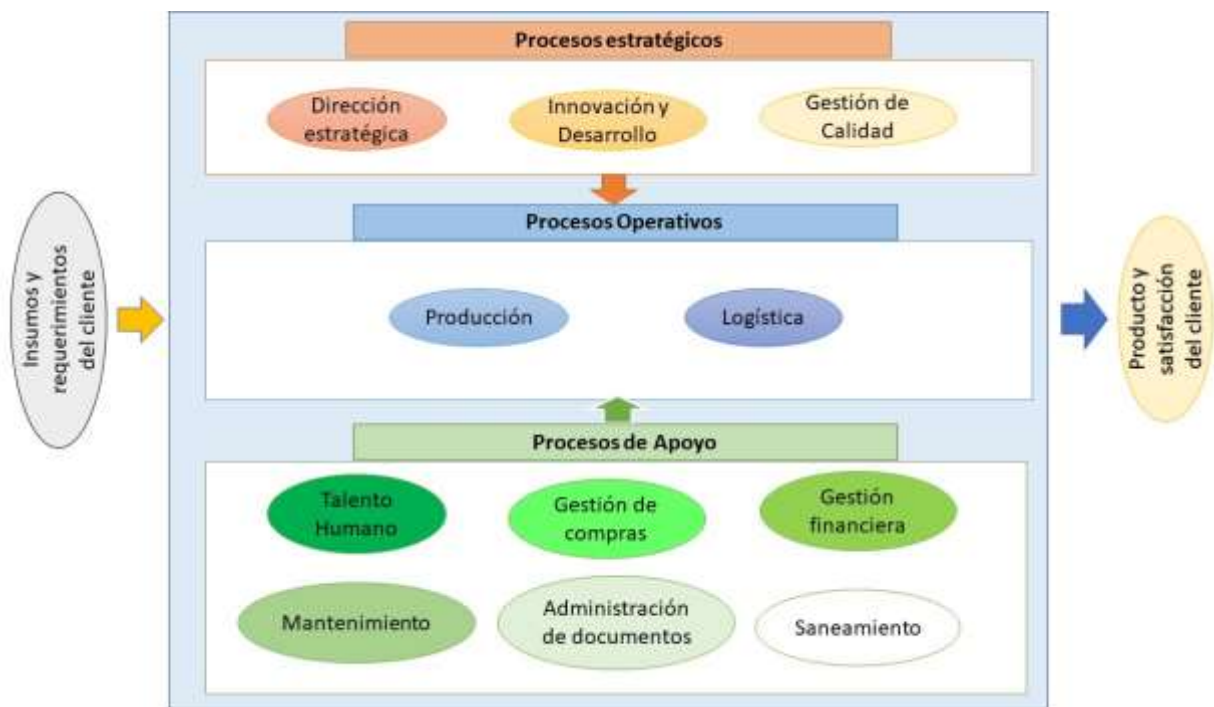 Procesos estratégicos
Dirección
estratégica
Innovación y
Desarrollo
Gestión de
Calidad
Insumos y
requerimientos
del cliente
Procesos Operativos
Producción
Logística
Producto y
satisfacción
del cliente
Procesos de Apoyo
Talento
Humano
Gestión de
compras
Gestión
financiera
Mantenimiento
Administración
de documentos
Saneamiento